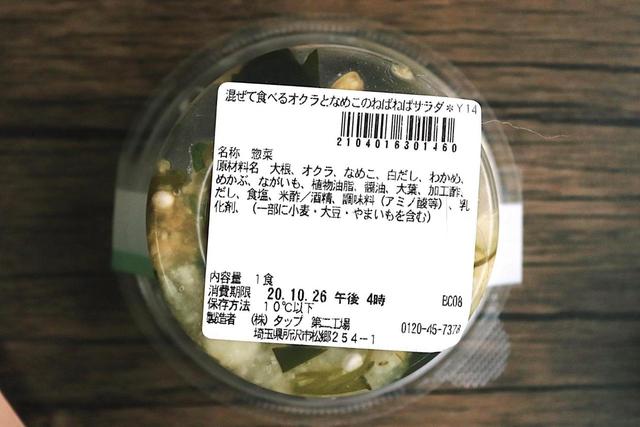 混ぜて食べるオクラとなめこのねばねばサラダ＊Y14
2104016301460
名称 惣菜
原材料名 大根、オクラ、なめこ、白だし、わかめ、
めかぶ、ながいも、植物油脂、醤油、大葉、加工酢、
だし、食塩、米酢／酒精、調味料（アミノ酸等）、乳
化剤、（一部に小麦・大豆・やまいもを含む）
内容量 1食
消費期限 20.10.26 午後 4時 BC08
保存方法 10℃以下
製造者 （株）タップ 第二工場 0120-45-7378
埼玉県所沢市松郷254-1